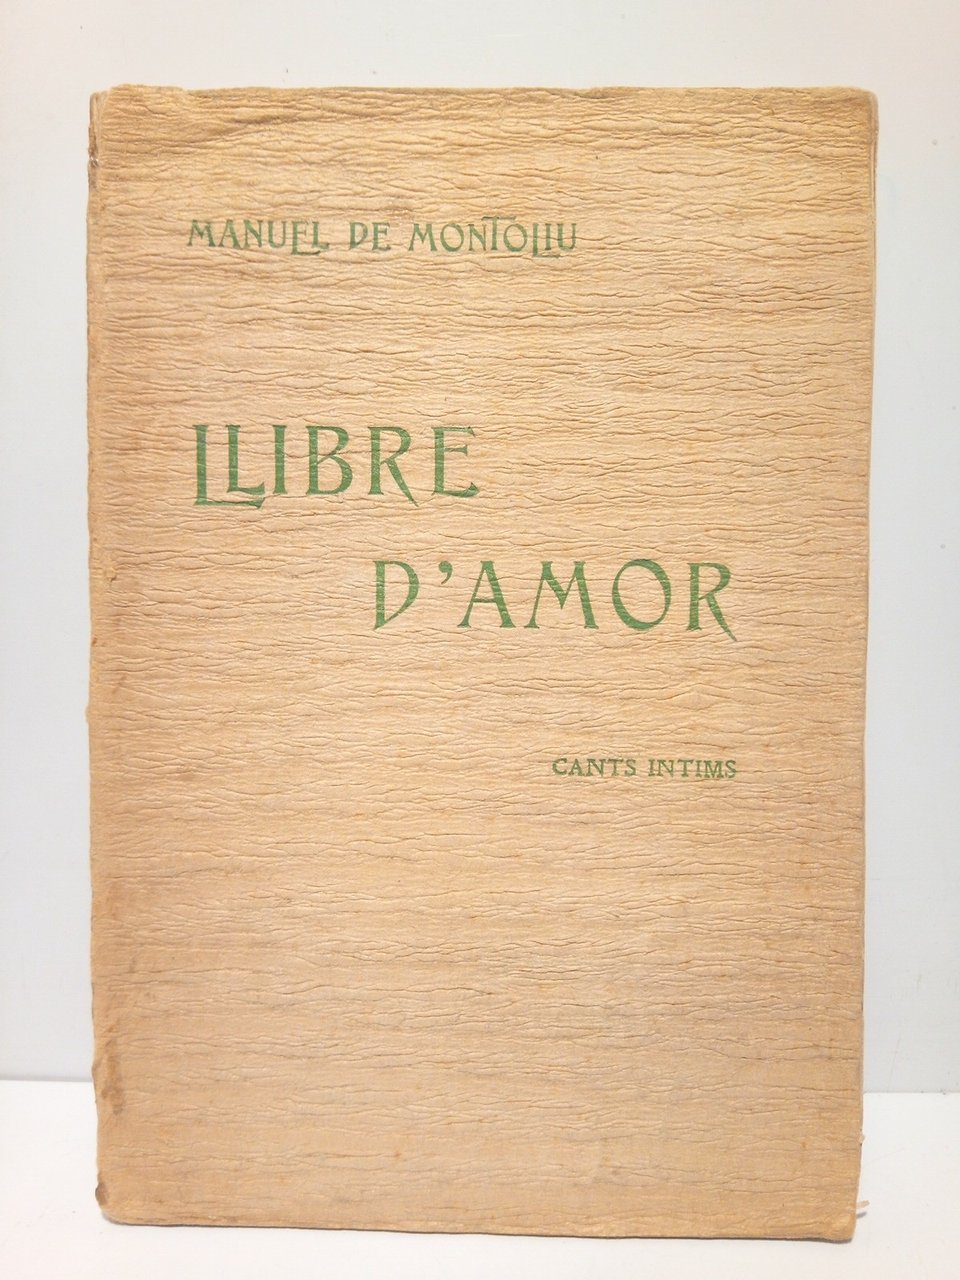 MANUEL DE MONTOLIU
LLIBRE
D'AMOR
CANTS INTIMS